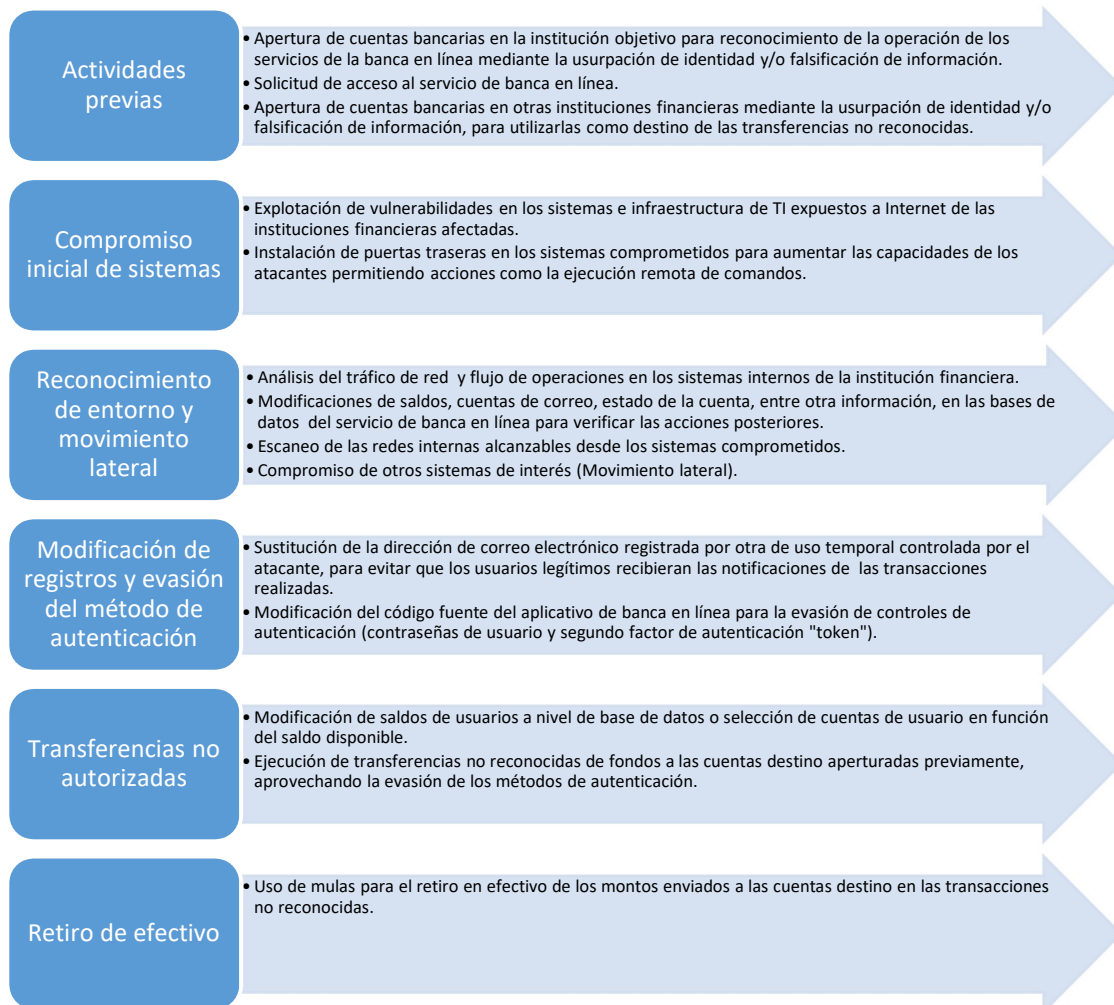 Actividades
previas
• Apertura de cuentas bancarias en la institución objetivo para reconocimiento de la operación de los
servicios de la banca en línea mediante la usurpación de identidad y/o falsificación de información.
• Solicitud de acceso al servicio de banca en línea.
• Apertura de cuentas bancarias en otras instituciones financieras mediante la usurpación de identidad y/o
falsificación de información, para utilizarlas como destino de las transferencias no reconocidas.
Compromiso
inicial de sistemas
• Explotación de vulnerabilidades en los sistemas e infraestructura de TI expuestos a Internet de las
instituciones financieras afectadas.
• Instalación de puertas traseras en los sistemas comprometidos para aumentar las capacidades de los
atacantes permitiendo acciones como la ejecución remota de comandos.
Reconocimiento
de entorno y
movimiento
lateral
• Análisis del tráfico de red y flujo de operaciones en los sistemas internos de la institución financiera.
• Modificaciones de saldos, cuentas de correo, estado de la cuenta, entre otra información, en las bases de
datos del servicio de banca en línea para verificar las acciones posteriores.
• Escaneo de las redes internas alcanzables desde los sistemas comprometidos.
• Compromiso de otros sistemas de interés (Movimiento lateral).
Modificación de
registros y evasión
del método de
autenticación
• Sustitución de la dirección de correo electrónico registrada por otra de uso temporal controlada por el
atacante, para evitar que los usuarios legítimos recibieran las notificaciones de las transacciones
realizadas.
• Modificación del código fuente del aplicativo de banca en línea para la evasión de controles de
autenticación (contraseñas de usuario y segundo factor de autenticación "token").
Transferencias no
autorizadas
• Modificación de saldos de usuarios a nivel de base de datos o selección de cuentas de usuario en función
del saldo disponible.
• Ejecución de transferencias no reconocidas de fondos a las cuentas destino aperturadas previamente,
aprovechando la evasión de los métodos de autenticación.
Retiro de efectivo
• Uso de mulas para el retiro en efectivo de los montos enviados a las cuentas destino en las transacciones
no reconocidas.